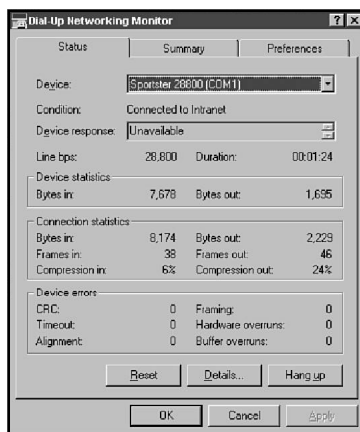 Dial-Up Networking Monitor ? ×
Status Summary Preferences
Device: Sportster 28800 (COM1)
Condition: Connected to Intranet
Device response: Unavailable
Line bps: 28,800 Duration: 00:01:24
Device statistics
Bytes in: 7,678 Bytes out: 1,695
Connection statistics
Bytes in: 8,174 Bytes out: 2,229
Frames in: 38 Frames out: 46
Compression in: 6% Compression out: 24%
Device errors
CRC: 0 Framing: 0
Timeout: 0 Hardware overruns: 0
Alignment: 0 Buffer overruns: 0
Reset Details... Hang up
OK Cancel Apply